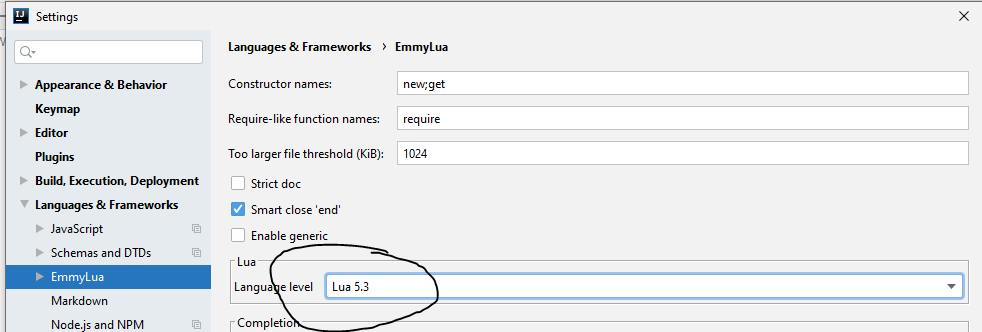 IJ Settings
Appearance & Behavior
Keymap
Editor
Plugins
Build, Execution, Deployment
Languages & Frameworks
JavaScript
Schemas and DTDs
EmmyLua
Markdown
Node.js and NPM
Languages & Frameworks › EmmyLua
Constructor names: new;get
Require-like function names: require
Too larger file threshold (KiB): 1024
Strict doc
Smart close 'end'
Enable generic
Lua
Language level Lua 5.3
Completion